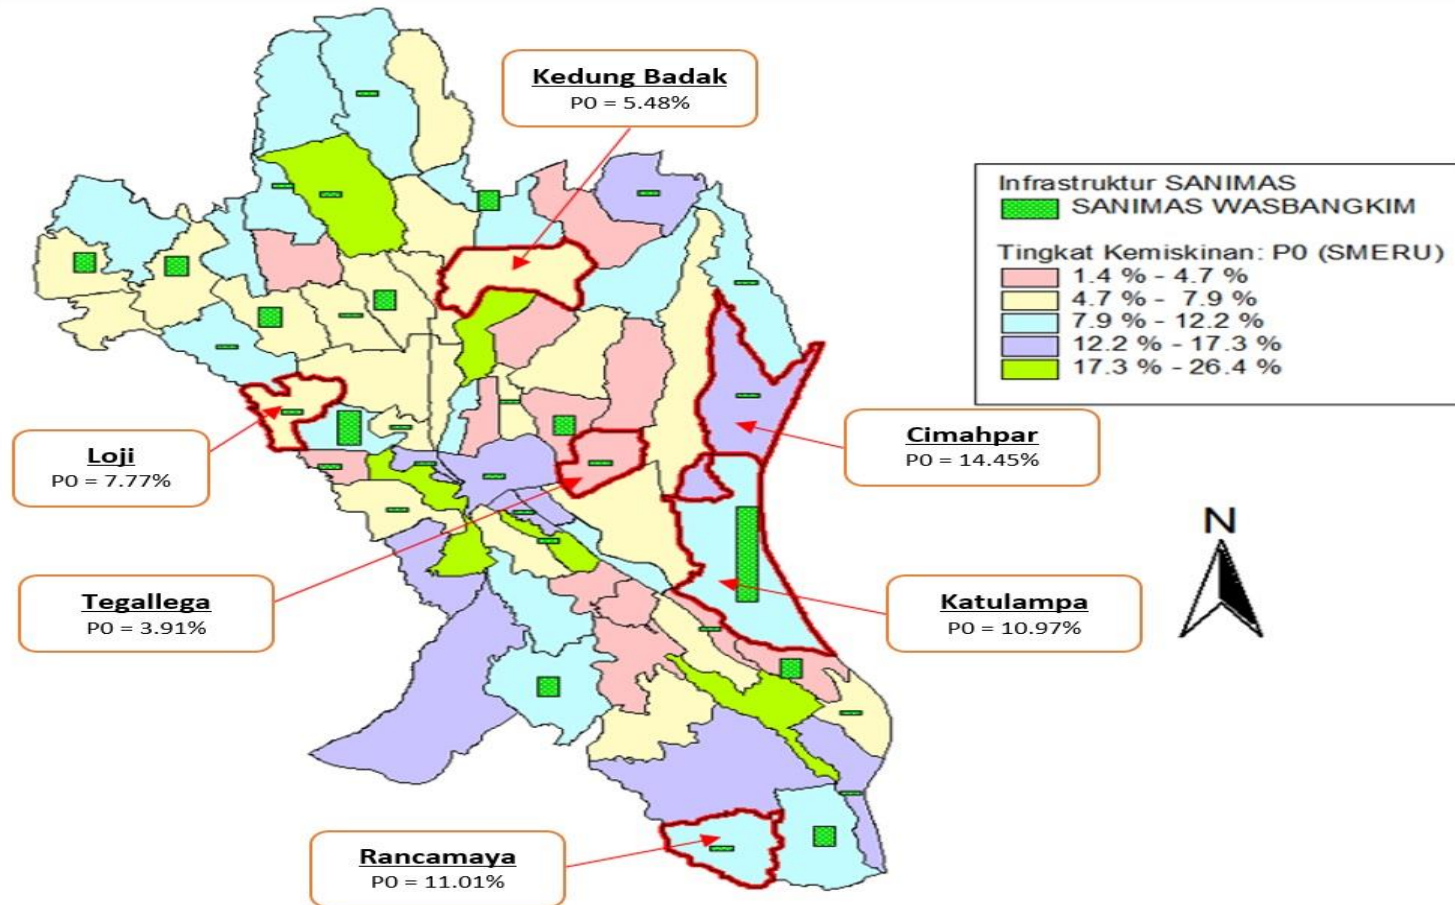 Kedung Badak
P0 = 5.48%
Infrastruktur SANIMAS
SANIMAS WASBANGKIM
Tingkat Kemiskinan: P0 (SMERU)
1.4 % - 4.7 %
4.7 % - 7.9 %
7.9 % - 12.2 %
12.2 % - 17.3 %
17.3 % - 26.4 %
Loji
P0 = 7.77%
Cimahpar
P0 = 14.45%
N
Tegallega
P0 = 3.91%
Katulampa
P0 = 10.97%
Rancamaya
P0 = 11.01%